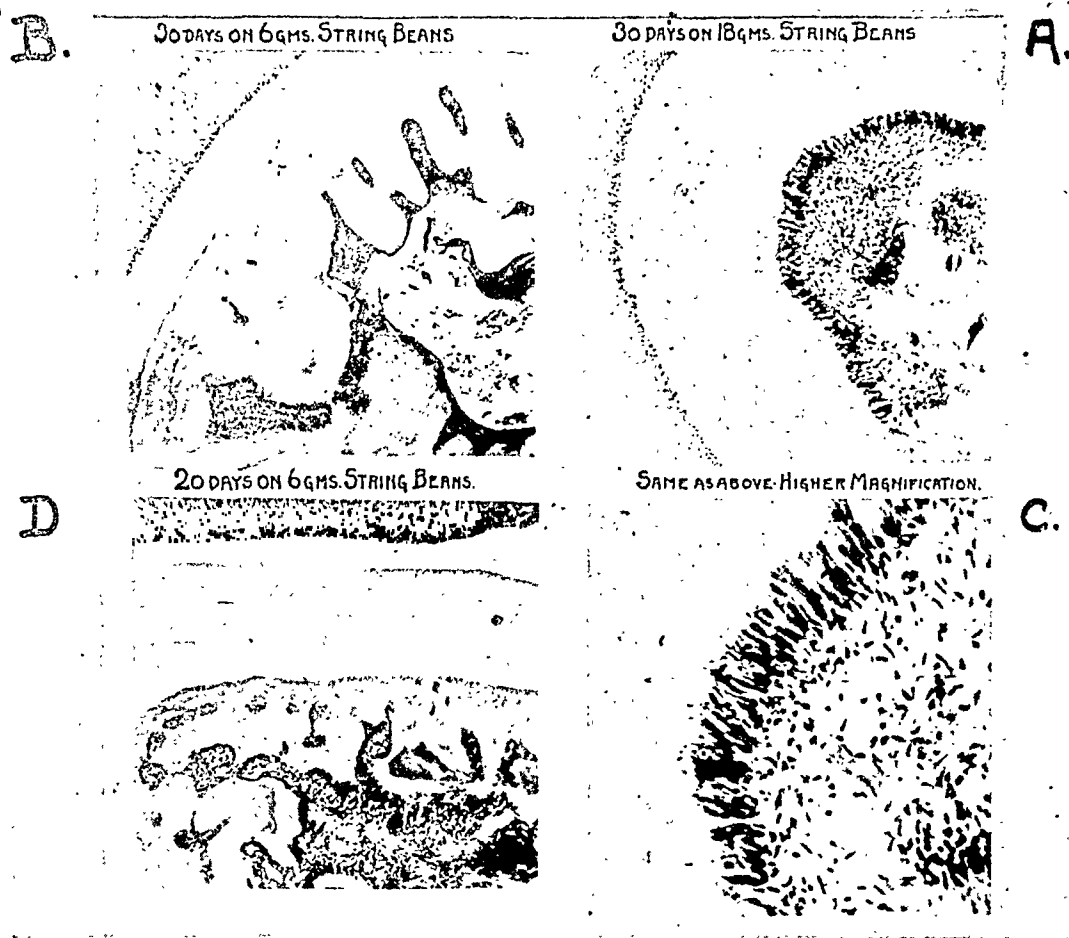 B.
30 DAYS ON 6 GMS. STRING BEANS
30 DAYS ON 18 GMS. STRING BEANS
A.
20 DAYS ON 6 GMS. STRING BEANS.
SAME AS ABOVE-HIGHER MAGNIFICATION.
D
C.